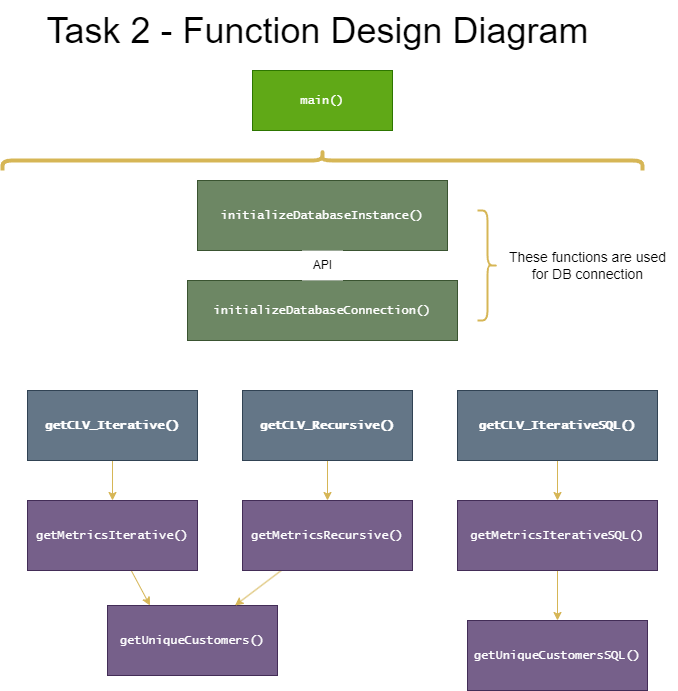 Task 2 - Function Design Diagram
main()
initializeDatabaseInstance()
API
These functions are used
for DB connection
initializeDatabaseConnection()
getCLV_Iterative()
getCLV_Recursive()
getCLV_IterativeSQL()
getMetricsIterative()
getMetricsRecursive()
getMetricsIterativeSQL()
getUniqueCustomers()
getUniqueCustomersSQL()